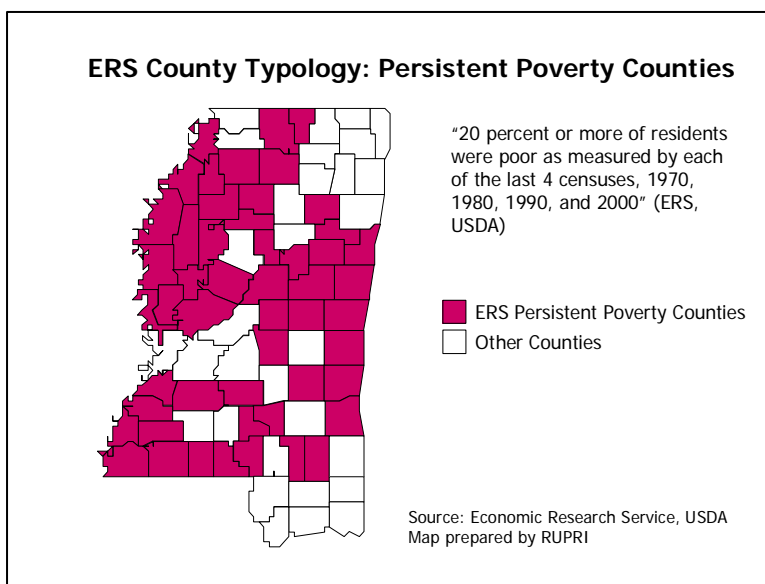 ERS County Typology: Persistent Poverty Counties
“20 percent or more of residents
were poor as measured by each
of the last 4 censuses, 1970,
1980, 1990, and 2000” (ERS,
USDA)
ERS Persistent Poverty Counties
Other Counties
Source: Economic Research Service, USDA
Map prepared by RUPRI